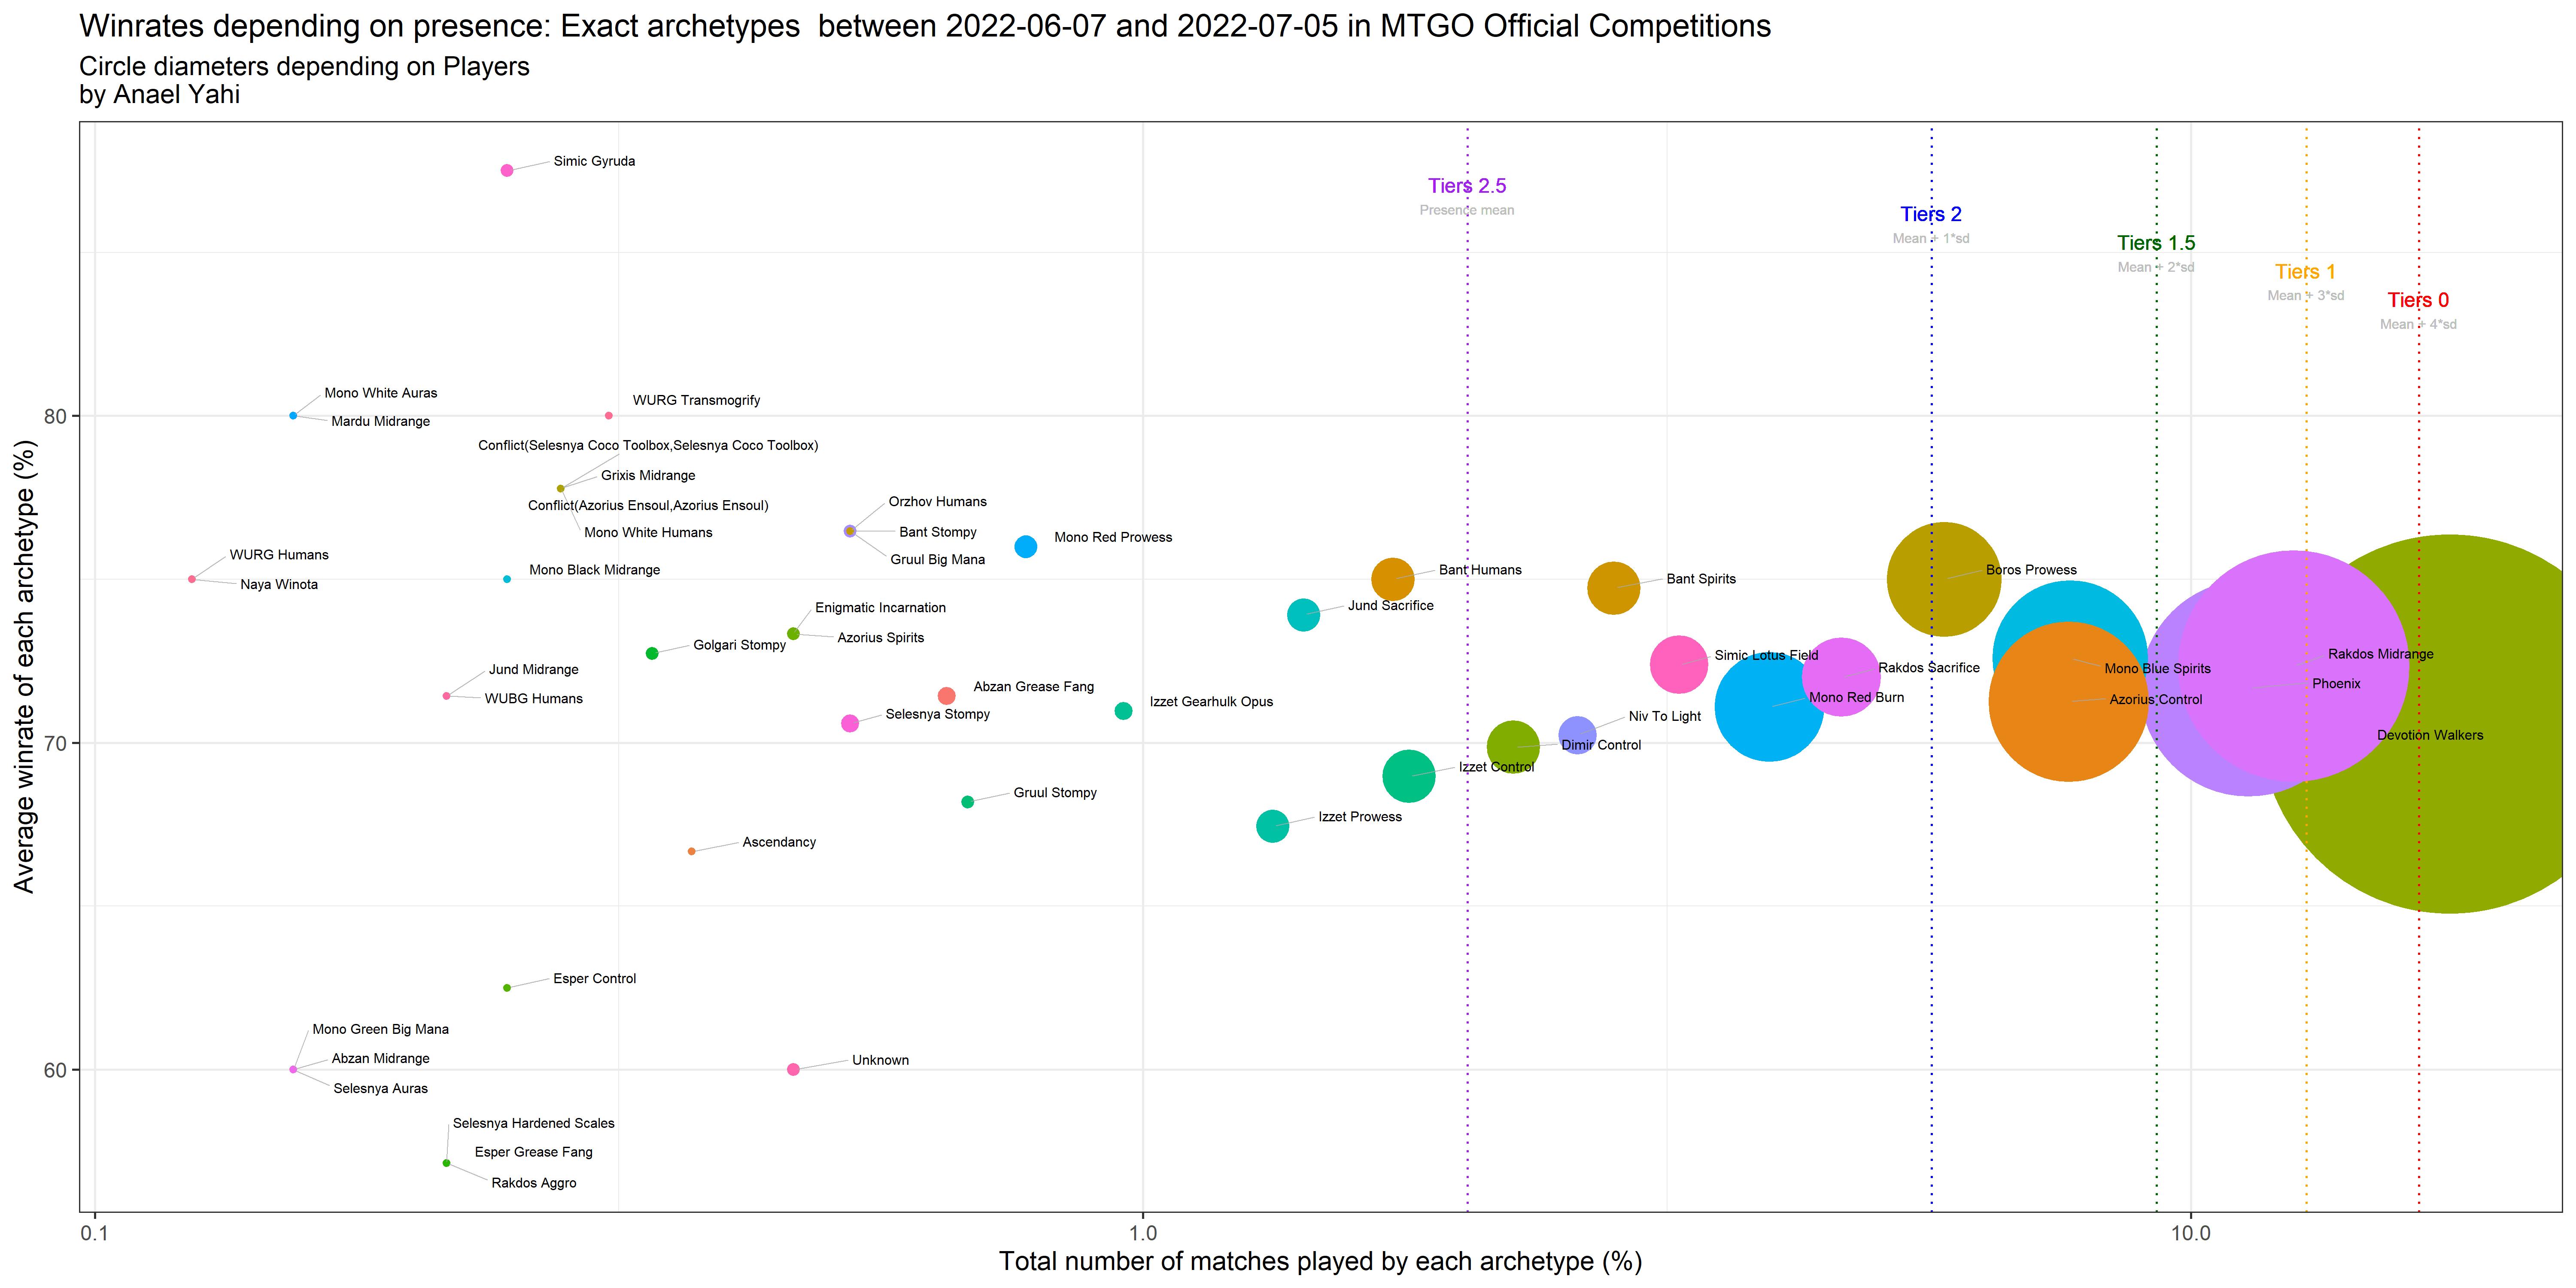 Winrates depending on presence: Exact archetypes  between 2022-06-07 and 2022-07-05 in MTGO Official Competitions
Circle diameters depending on Players
by Anael Yahi
Simic Gyruda
Tiers 2.5
Presence mean
Tiers 2
Mean + 1*sd
Tiers 1.5
Mean + 2*sd
Tiers 1
Mean + 3*sd
Tiers 0
Mean + 4*sd
Mono White Auras
Mardu Midrange
WURG Transmogrify
Conflict(Selesnya Coco Toolbox,Selesnya Coco Toolbox)
Grixis Midrange
Conflict(Azorius Ensoul,Azorius Ensoul)
Mono White Humans
Orzhov Humans
Bant Stompy
Gruul Big Mana
Mono Red Prowess
WURG Humans
Naya Winota
Mono Black Midrange
Bant Humans
Bant Spirits
Boros Prowess
Enigmatic Incarnation
Azorius Spirits
Jund Sacrifice
Golgari Stompy
Jund Midrange
WUBG Humans
Abzan Grease Fang
Selesnya Stompy
Izzet Gearhulk Opus
Simic Lotus Field
Rakdos Sacrifice
Mono Red Burn
Mono Blue Spirits
Azorius Control
Rakdos Midrange
Phoenix
Devotion Walkers
Niv To Light
Dimir Control
Izzet Control
Gruul Stompy
Izzet Prowess
Ascendancy
Esper Control
Mono Green Big Mana
Abzan Midrange
Selesnya Auras
Unknown
Selesnya Hardened Scales
Esper Grease Fang
Rakdos Aggro
80
70
60
Average winrate of each archetype (%)
0.1
1.0
10.0
Total number of matches played by each archetype (%)